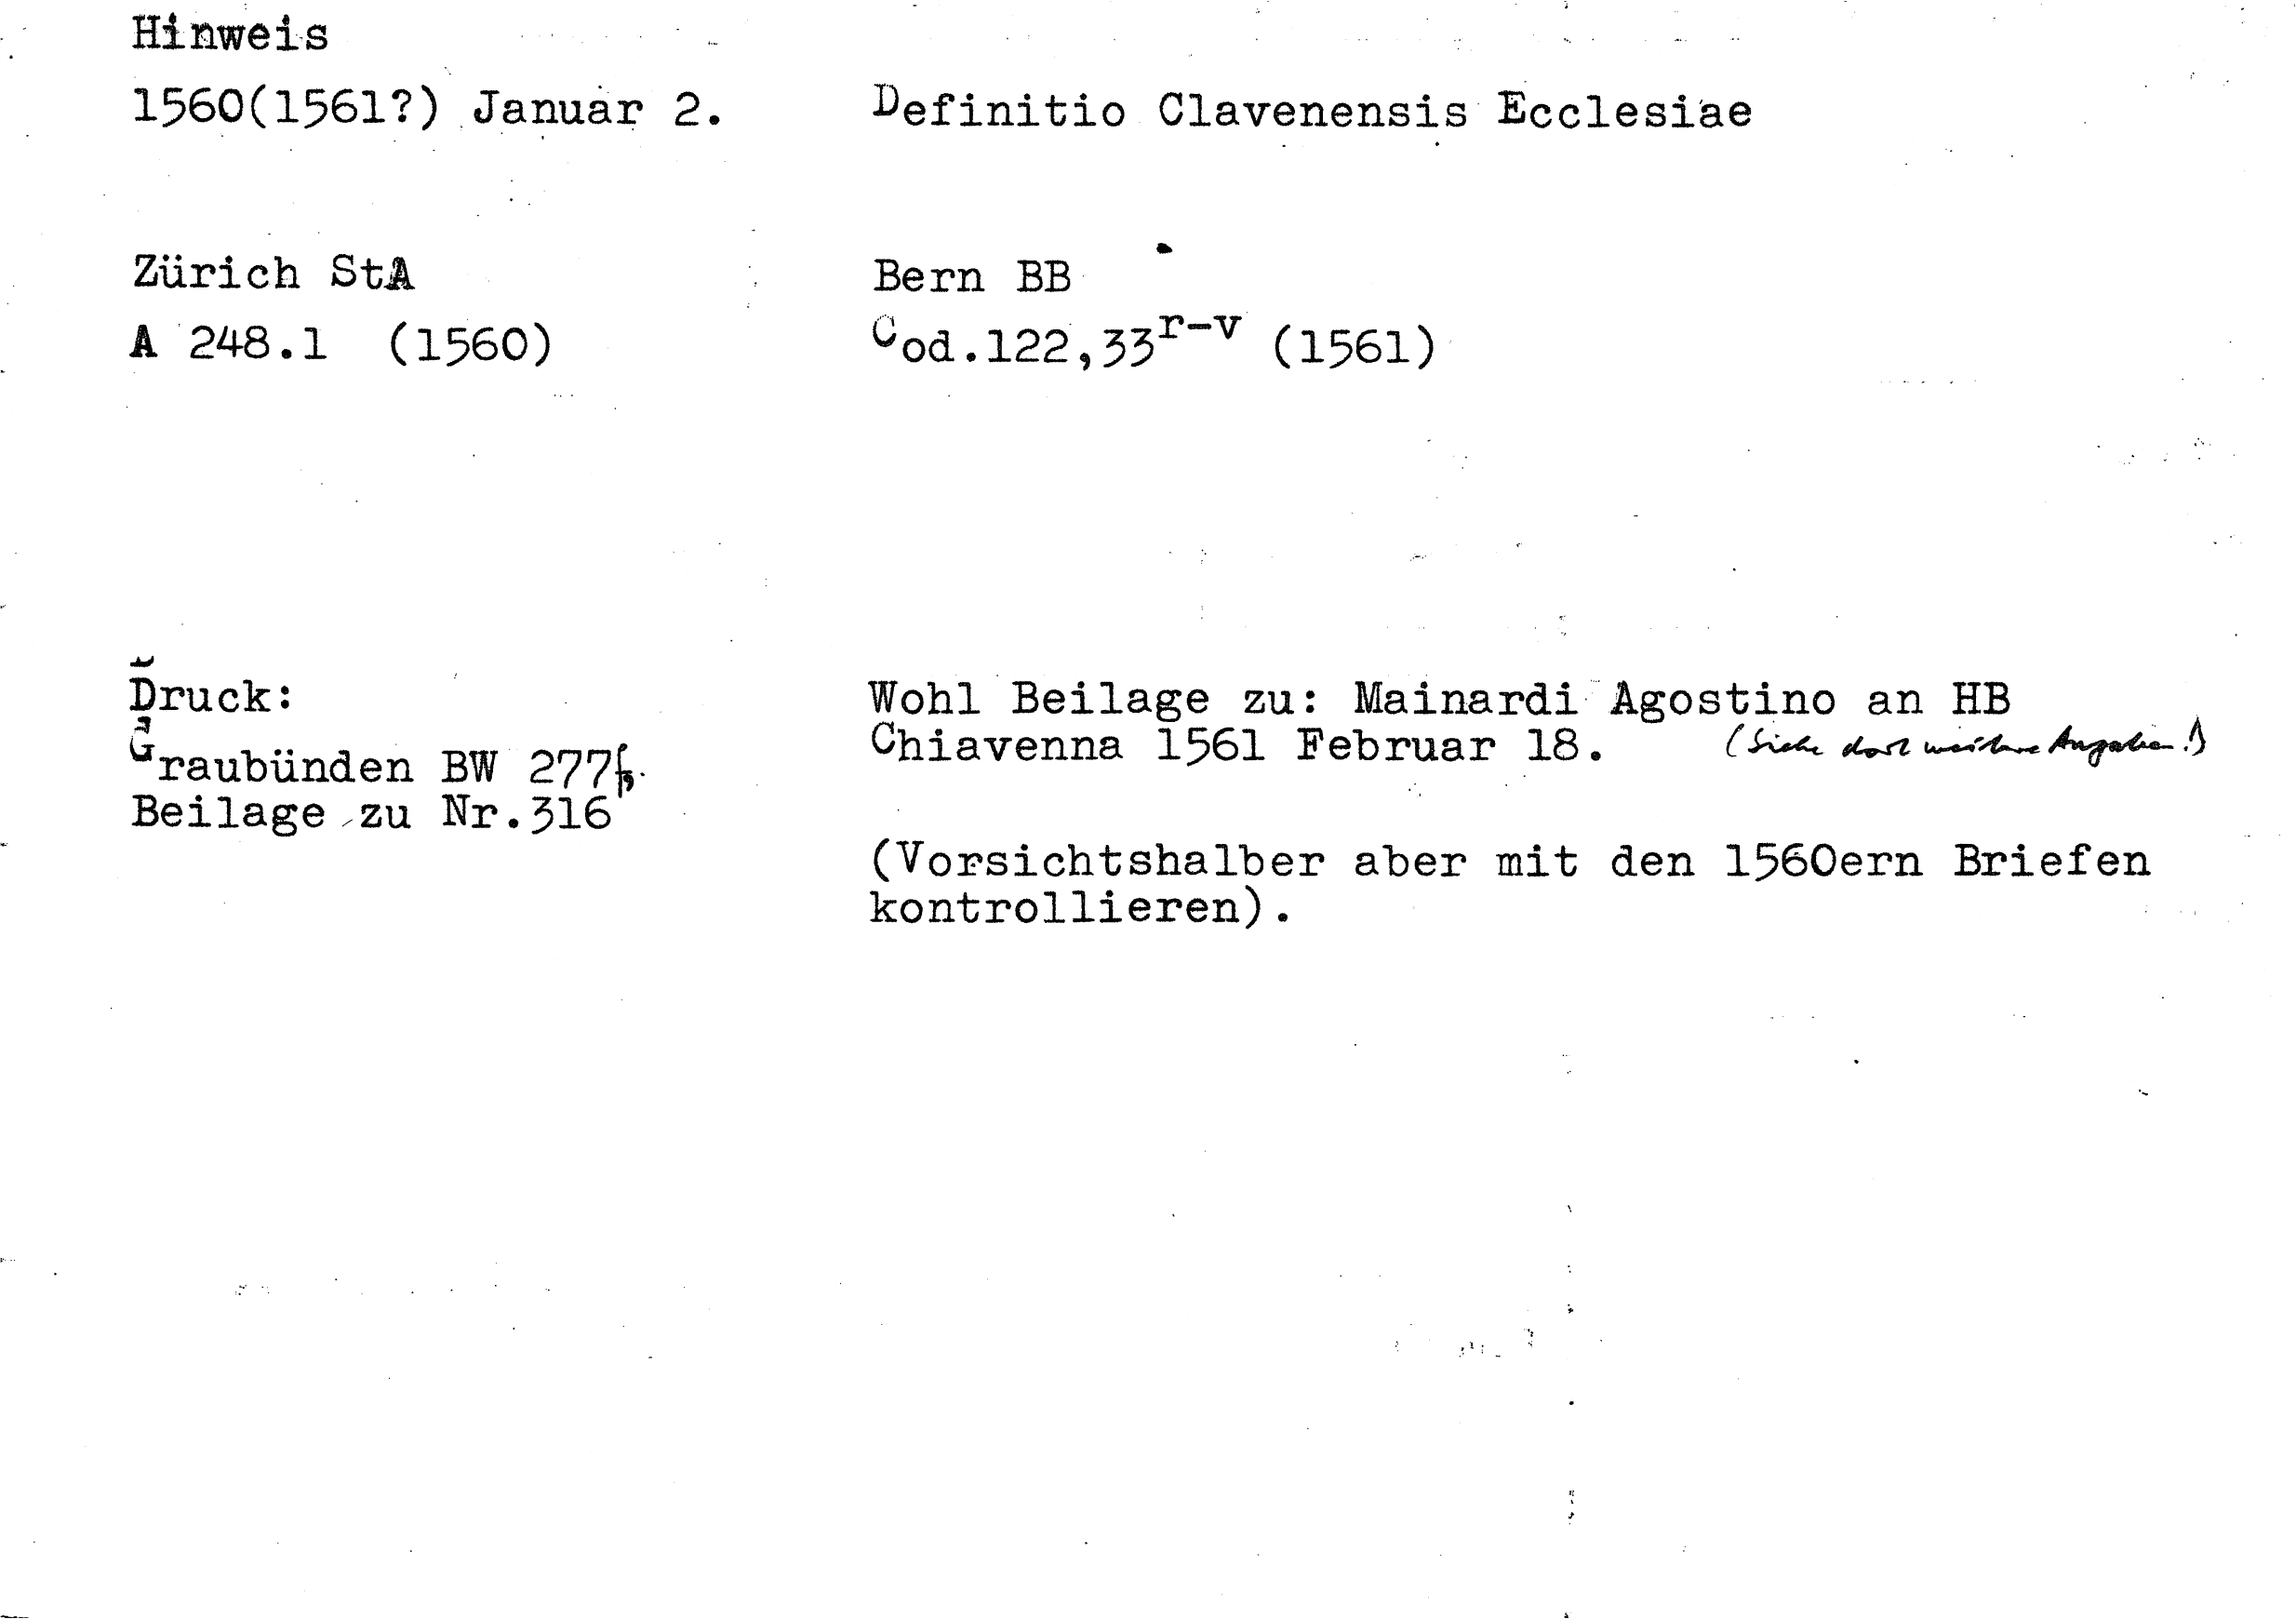 Hinweis
1560(1561?) Januar 2.
Definitio Clavenensis Ecclesiae
Zürich StA
A 248.1 (1560)
Bern BB
Cod.122,33r-v (1561)
Druck:
Graubünden BW 277f,
Beilage zu Nr.316
Wohl Beilage zu: Mainardi Agostino an HB
Chiavenna 1561 Februar 18. (Siehe dort weitere Angaben!)
(Vorsichtshalber aber mit den 1560ern Briefen
kontrollieren).